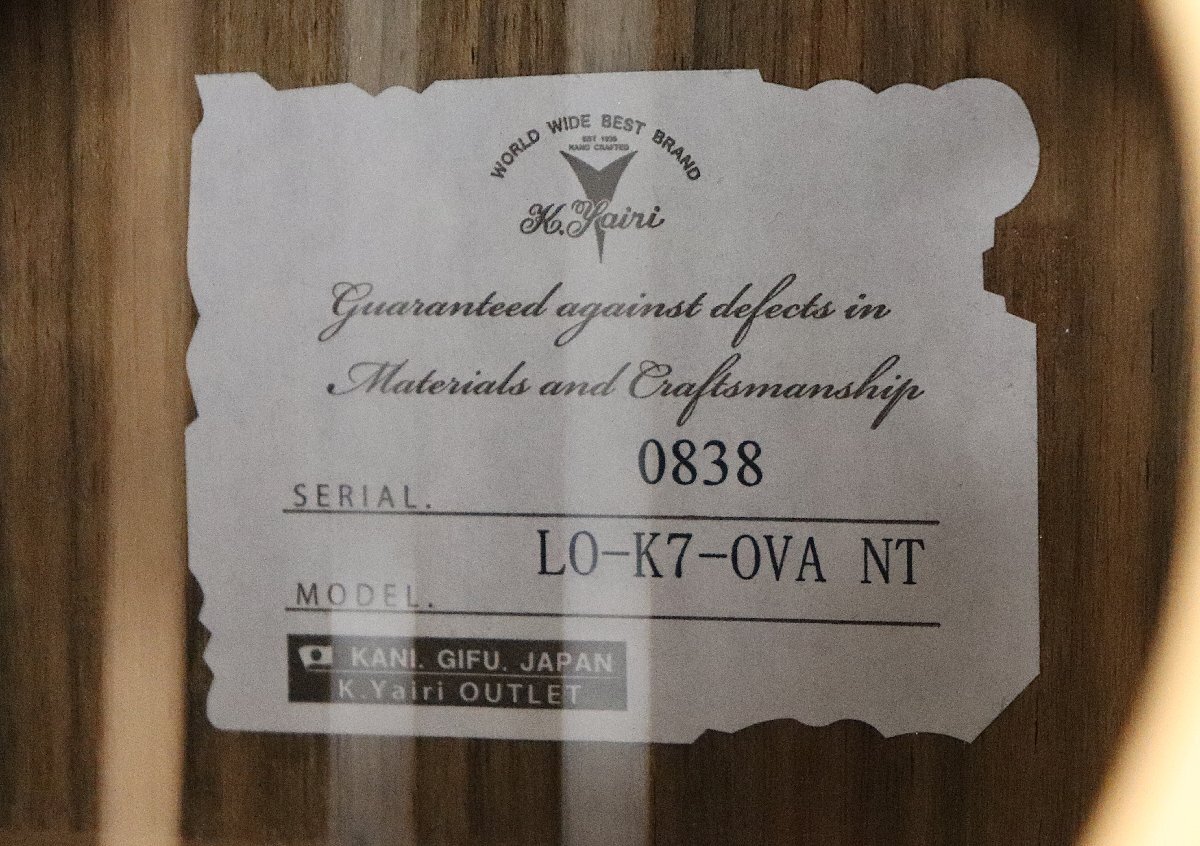 WORLD WIDE BEST BRAND
EST 1935
HAND CRAFTED
K.Yairi
Guaranteed against defects in
Materials and Craftsmanship
SERIAL. 0838
MODEL. LO-K7-OVA NT
KANI. GIFU. JAPAN
K.Yairi OUTLET